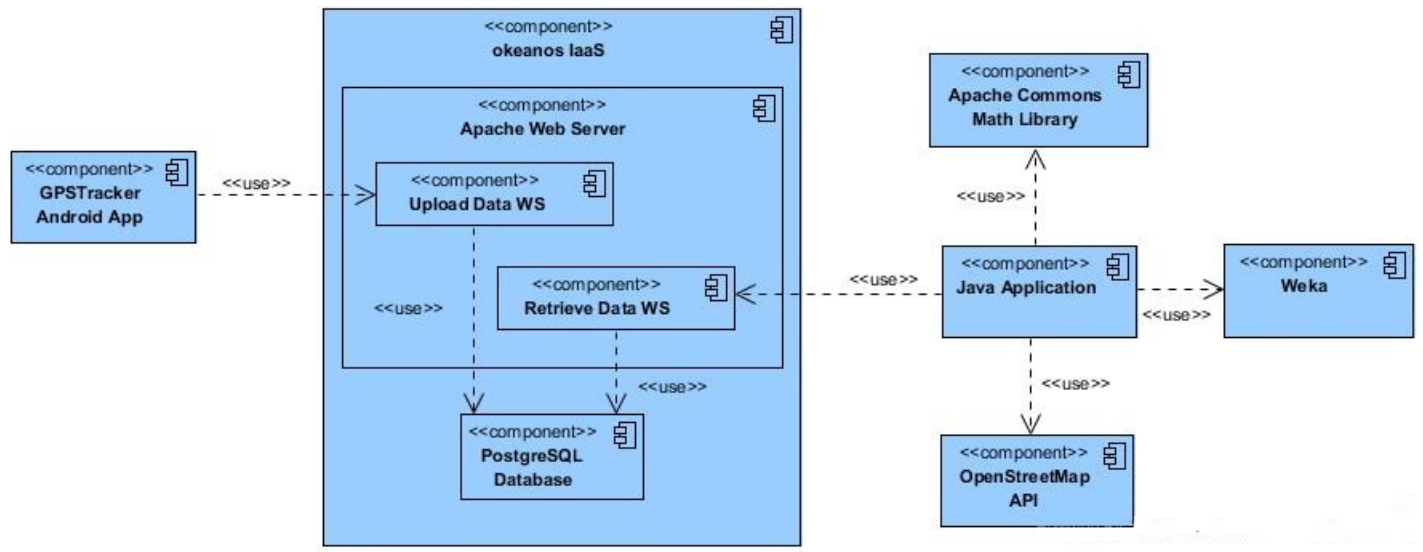 <<component>>
okeanos IaaS
<<component>>
Apache Web Server
<<component>>
GPSTracker
Android App
<<use>>
<<component>>
Upload Data WS
<<use>>
<<component>>
Retrieve Data WS
<<use>>
<<component>>
PostgreSQL
Database
<<use>>
<<component>>
Apache Commons
Math Library
<<use>>
<<component>>
Java Application
<<use>>
<<component>>
Weka
<<use>>
<<component>>
OpenStreetMap
API